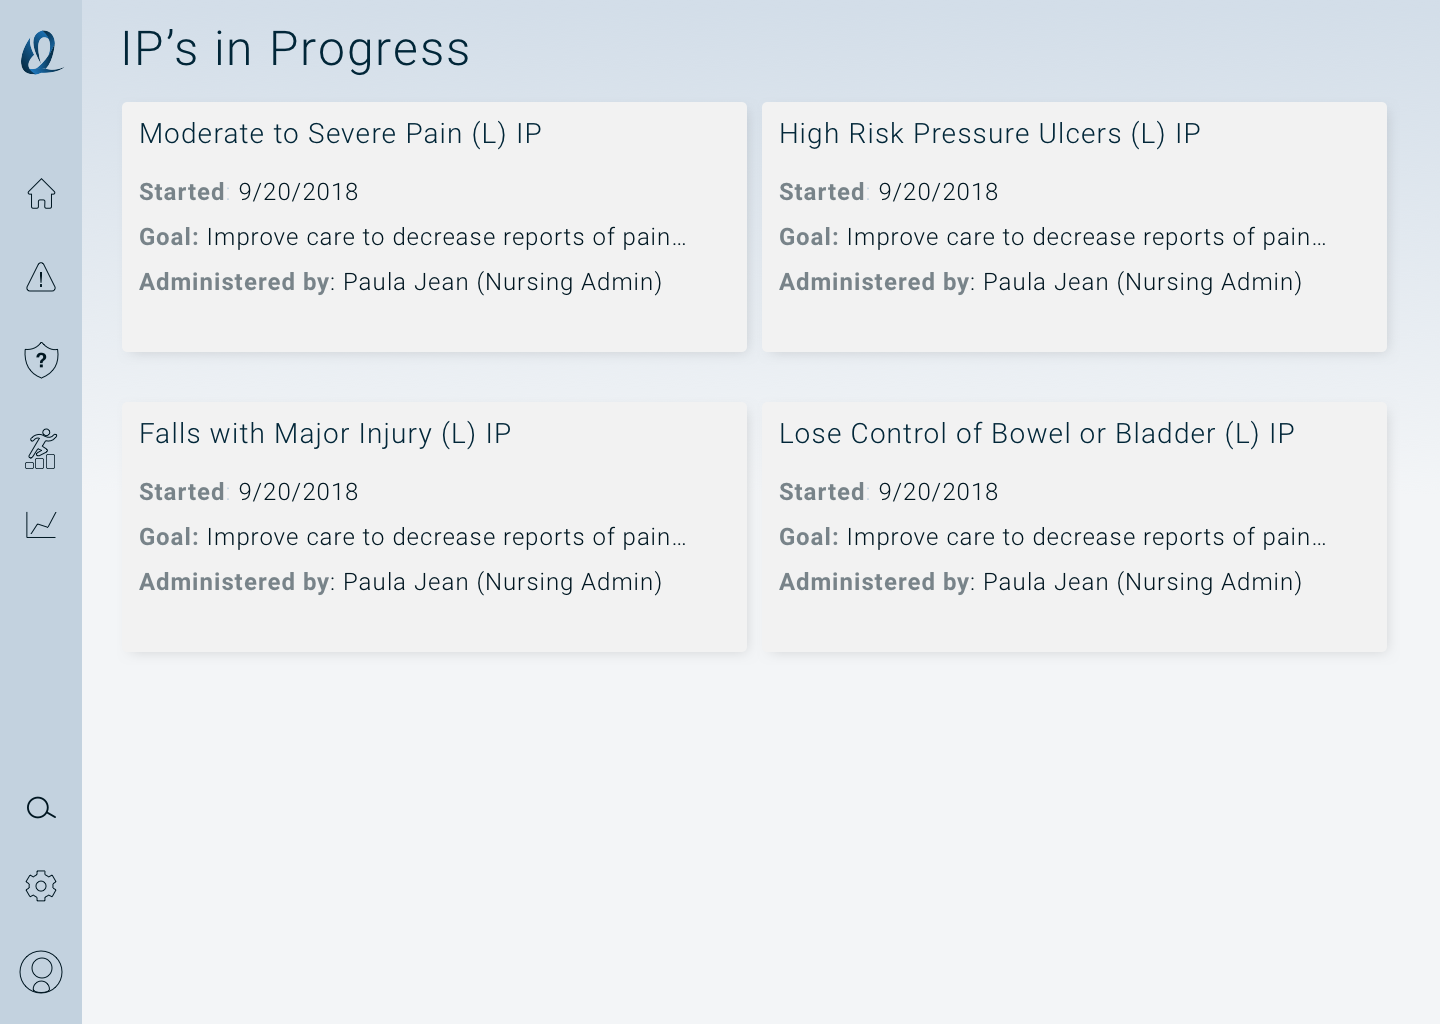 IP’s in Progress
Moderate to Severe Pain (L) IP
Started: 9/20/2018
Goal: Improve care to decrease reports of pain...
Administered by: Paula Jean (Nursing Admin)
High Risk Pressure Ulcers (L) IP
Started: 9/20/2018
Goal: Improve care to decrease reports of pain...
Administered by: Paula Jean (Nursing Admin)
?
Falls with Major Injury (L) IP
Started: 9/20/2018
Goal: Improve care to decrease reports of pain...
Administered by: Paula Jean (Nursing Admin)
Lose Control of Bowel or Bladder (L) IP
Started: 9/20/2018
Goal: Improve care to decrease reports of pain...
Administered by: Paula Jean (Nursing Admin)